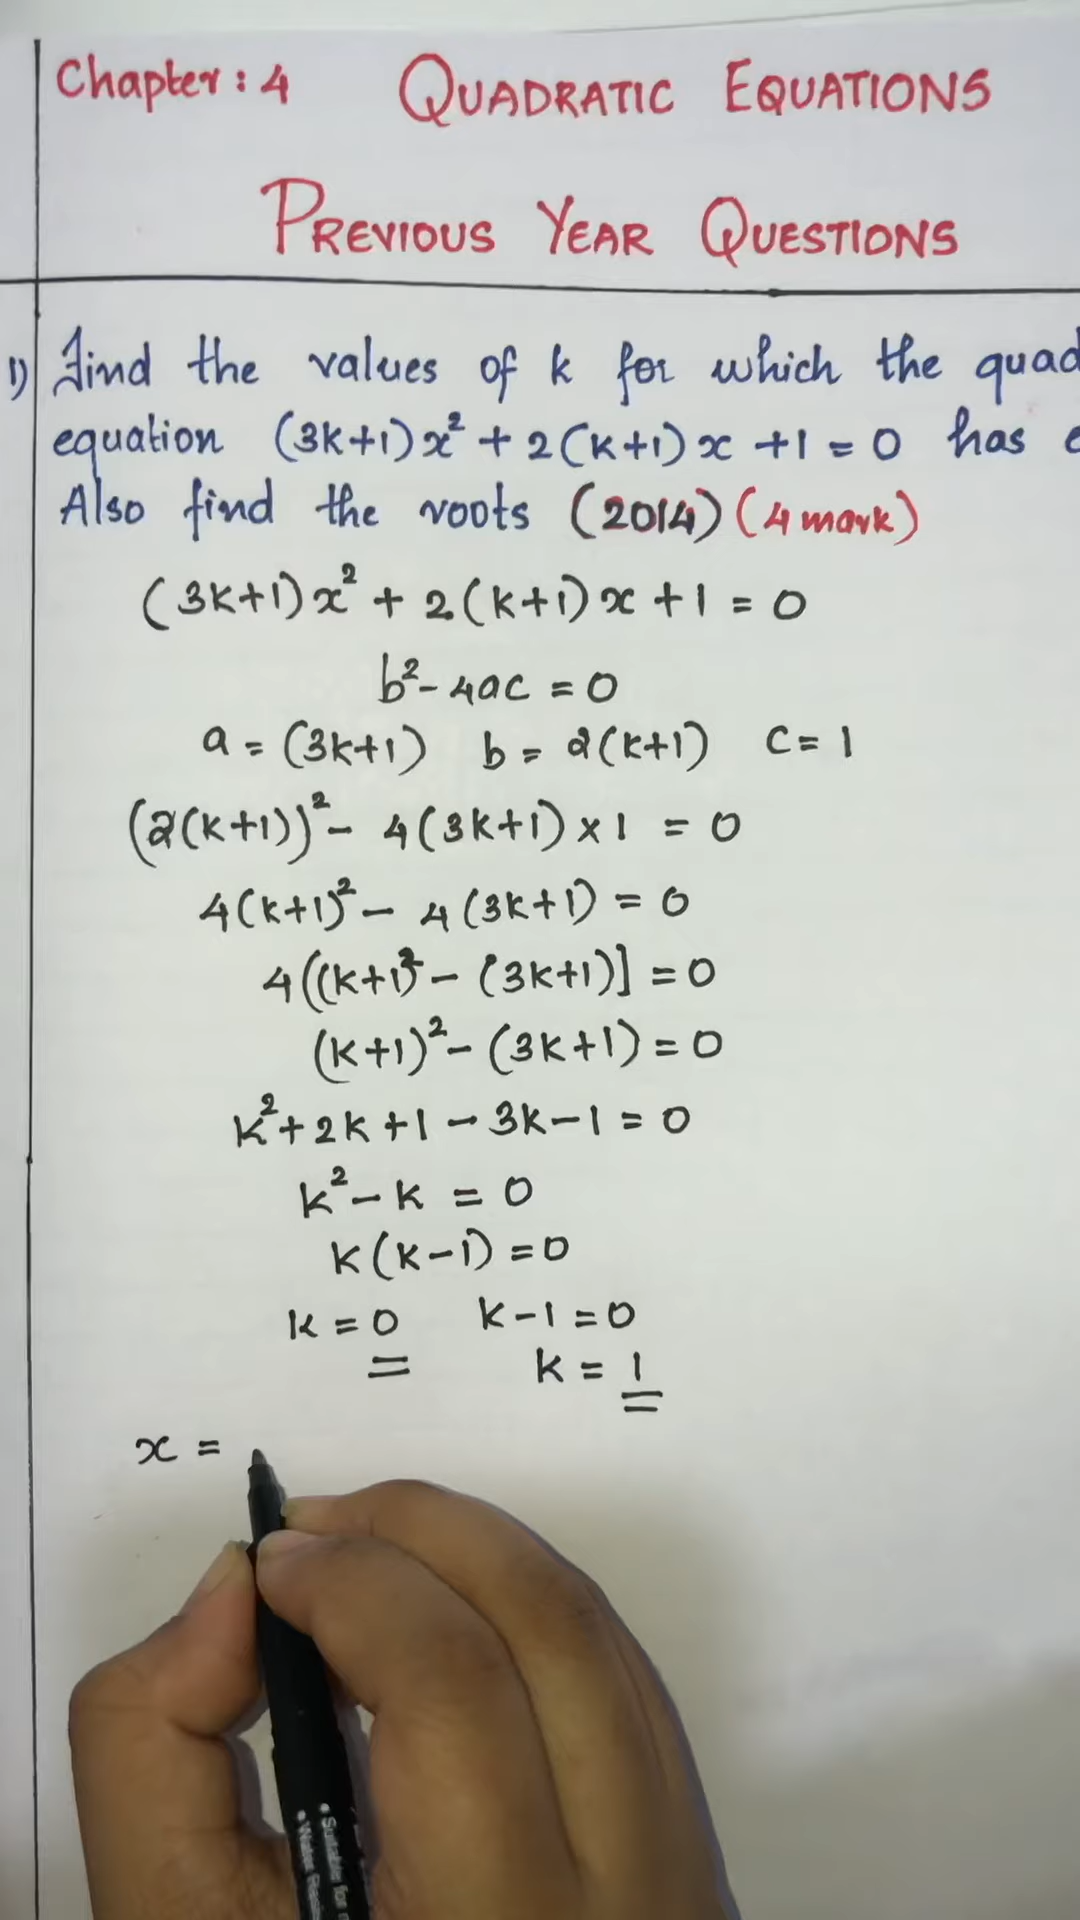 Chapter: 4 QUADRATIC EQUATIONS
PREVIOUS YEAR QUESTIONS
1) Find the values of k for which the quad
equation (3k+1)x² + 2(k+1)x +1 = 0 has
Also find the roots (2014) (4 mark)
(3k+1)x² + 2(k+1)x +1 = 0
b² - 4ac = 0
a = (3k+1) b = 2(k+1) c = 1
(2(k+1))² - 4(3k+1)×1 = 0
4(k+1)² - 4(3k+1) = 0
4((k+1)² - (3k+1)] = 0
(k+1)² - (3k+1) = 0
k² + 2k +1 - 3k - 1 = 0
k² - k = 0
k(k-1) = 0
k = 0 k-1 = 0
k = 1
x =
• Suitable for
• Water Resis